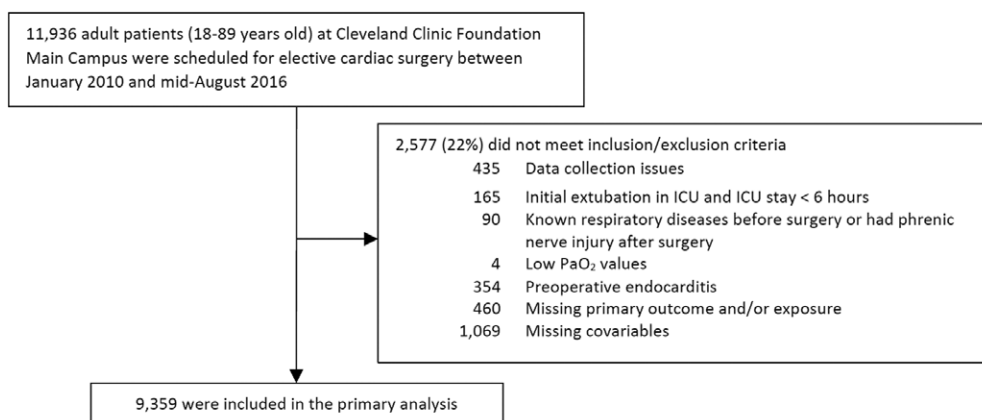 11,936 adult patients (18-89 years old) at Cleveland Clinic Foundation
Main Campus were scheduled for elective cardiac surgery between
January 2010 and mid-August 2016
2,577 (22%) did not meet inclusion/exclusion criteria
435 Data collection issues
165 Initial extubation in ICU and ICU stay < 6 hours
90 Known respiratory diseases before surgery or had phrenic
nerve injury after surgery
4 Low PaO₂ values
354 Preoperative endocarditis
460 Missing primary outcome and/or exposure
1,069 Missing covariables
9,359 were included in the primary analysis